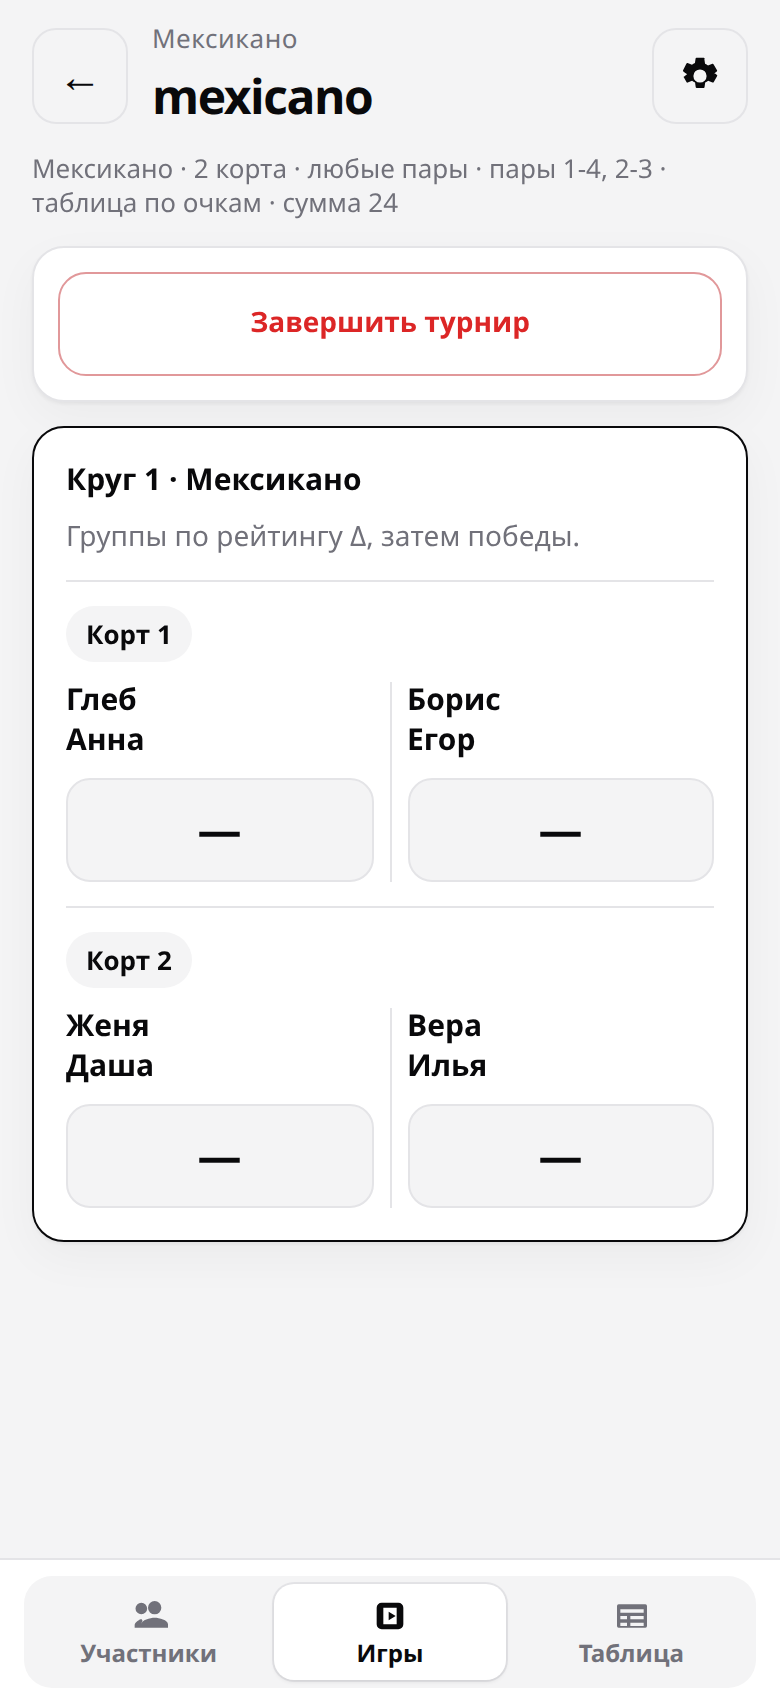 Мексикано
mexicano
Мексикано · 2 корта · любые пары · пары 1-4, 2-3 ·
таблица по очкам · сумма 24
Завершить турнир
Круг 1 · Мексикано
Группы по рейтингу Δ, затем победы.
Корт 1
Глеб
Анна
Борис
Егор
—
—
Корт 2
Женя
Даша
Вера
Илья
—
—
Участники
Игры
Таблица